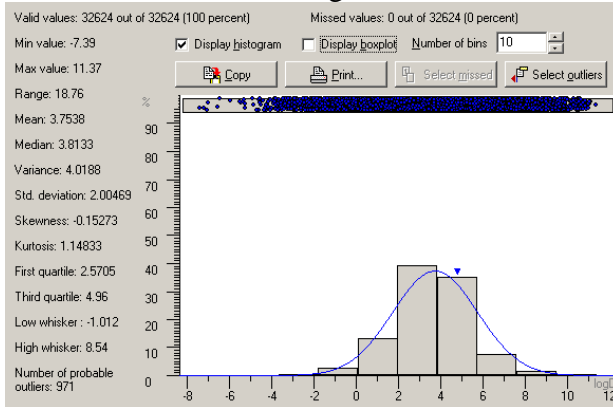 Valid values: 32624 out of 32624 (100 percent)
Missed values: 0 out of 32624 (0 percent)
Min value: -7.39
Display histogram
Display boxplot
Number of bins
10
Max value: 11.37
Copy
Print...
Select missed
Select outliers
Range: 18.76
Mean: 3.7538
Median: 3.8133
Variance: 4.0188
Std. deviation: 2.00469
Skewness: -0.15273
Kurtosis: 1.14833
First quartile: 2.5705
Third quartile: 4.96
Low whisker : -1.012
High whisker: 8.54
Number of probable
outliers: 971
%
90
80
70
60
50
40
30
20
10
0
-8 -6 -4 -2 0 2 4 6 8 10 12